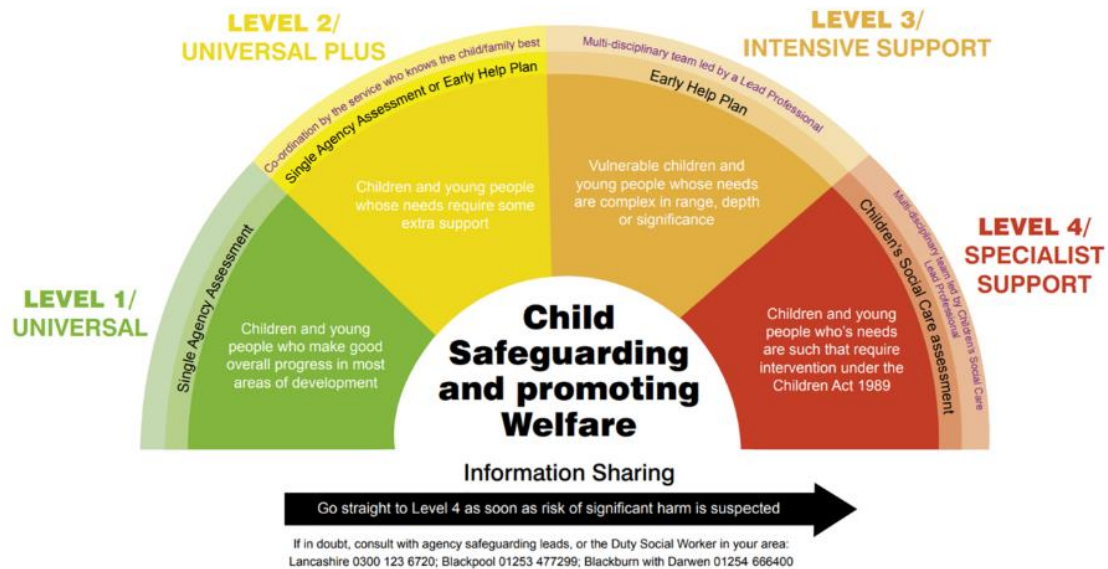 LEVEL 2/
UNIVERSAL PLUS
LEVEL 3/
INTENSIVE SUPPORT
Co-ordination by the service who knows the child/family best
Single Agency Assessment or Early Help Plan
Multi-disciplinary team led by a Lead Professional
Early Help Plan
Children and young people
whose needs require some
extra support
Vulnerable children and
young people whose needs
are complex in range, depth
or significance
LEVEL 1/
UNIVERSAL
Single Agency Assessment
Children and young
people who make good
overall progress in most
areas of development
LEVEL 4/
SPECIALIST
SUPPORT
Multi-disciplinary team led by Children's Social Care
Lead Professional
Children's Social Care assessment
Children and young
people who's needs
are such that require
intervention under the
Children Act 1989
Child
Safeguarding
and promoting
Welfare
Information Sharing
Go straight to Level 4 as soon as risk of significant harm is suspected
If in doubt, consult with agency safeguarding leads, or the Duty Social Worker in your area:
Lancashire 0300 123 6720; Blackpool 01253 477299; Blackburn with Darwen 01254 666400